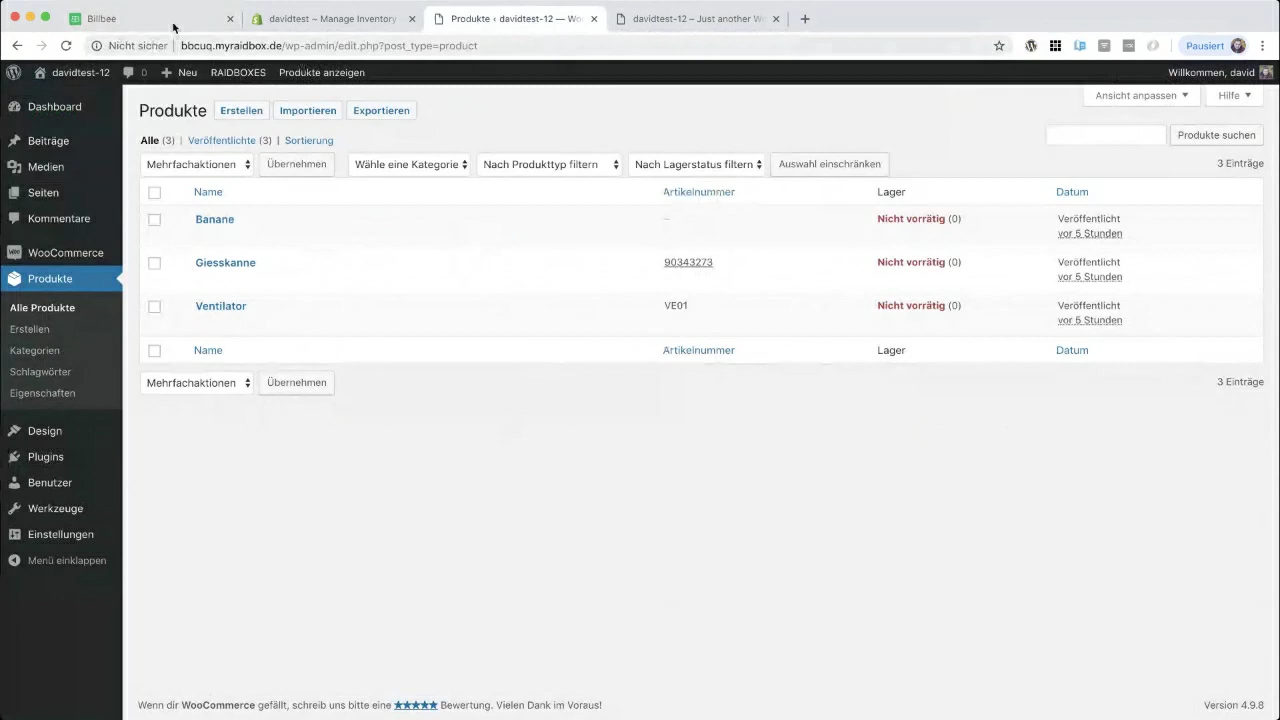 Billbee
davidtest – Manage Inventory
Produkte ‹ davidtest-12 — Wo
davidtest-12 – Just another W
Nicht sicher | bbcuq.myraidbox.de/wp-admin/edit.php?post_type=product
Pausiert
davidtest-12 0 Neu RAIDBOXES Produkte anzeigen Willkommen, david
Dashboard
Beiträge
Medien
Seiten
Kommentare
WooCommerce
Produkte
Alle Produkte
Erstellen
Kategorien
Schlagwörter
Eigenschaften
Design
Plugins
Benutzer
Werkzeuge
Einstellungen
Menü einklappen
Ansicht anpassen Hilfe
Produkte Erstellen Importieren Exportieren
Alle (3) | Veröffentlichte (3) | Sortierung
Produkte suchen
Mehrfachaktionen Übernehmen Wähle eine Kategorie Nach Produkttyp filtern Nach Lagerstatus filtern Auswahl einschränken 3 Einträge
Name Artikelnummer Lager Datum
Banane – Nicht vorrätig (0) Veröffentlicht
vor 5 Stunden
Giesskanne 90343273 Nicht vorrätig (0) Veröffentlicht
vor 5 Stunden
Ventilator VE01 Nicht vorrätig (0) Veröffentlicht
vor 5 Stunden
Name Artikelnummer Lager Datum
Mehrfachaktionen Übernehmen 3 Einträge
Wenn dir WooCommerce gefällt, schreib uns bitte eine ★★★★★ Bewertung. Vielen Dank im Voraus! Version 4.9.8